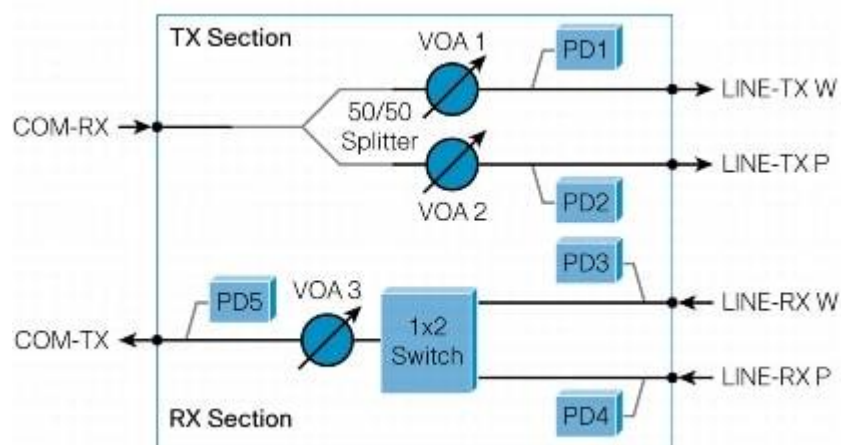 TX Section
VOA 1
PD1
LINE-TX W
COM-RX
50/50
Splitter
LINE-TX P
VOA 2
PD2
PD3
PD5
VOA 3
LINE-RX W
COM-TX
1x2
Switch
LINE-RX P
PD4
RX Section